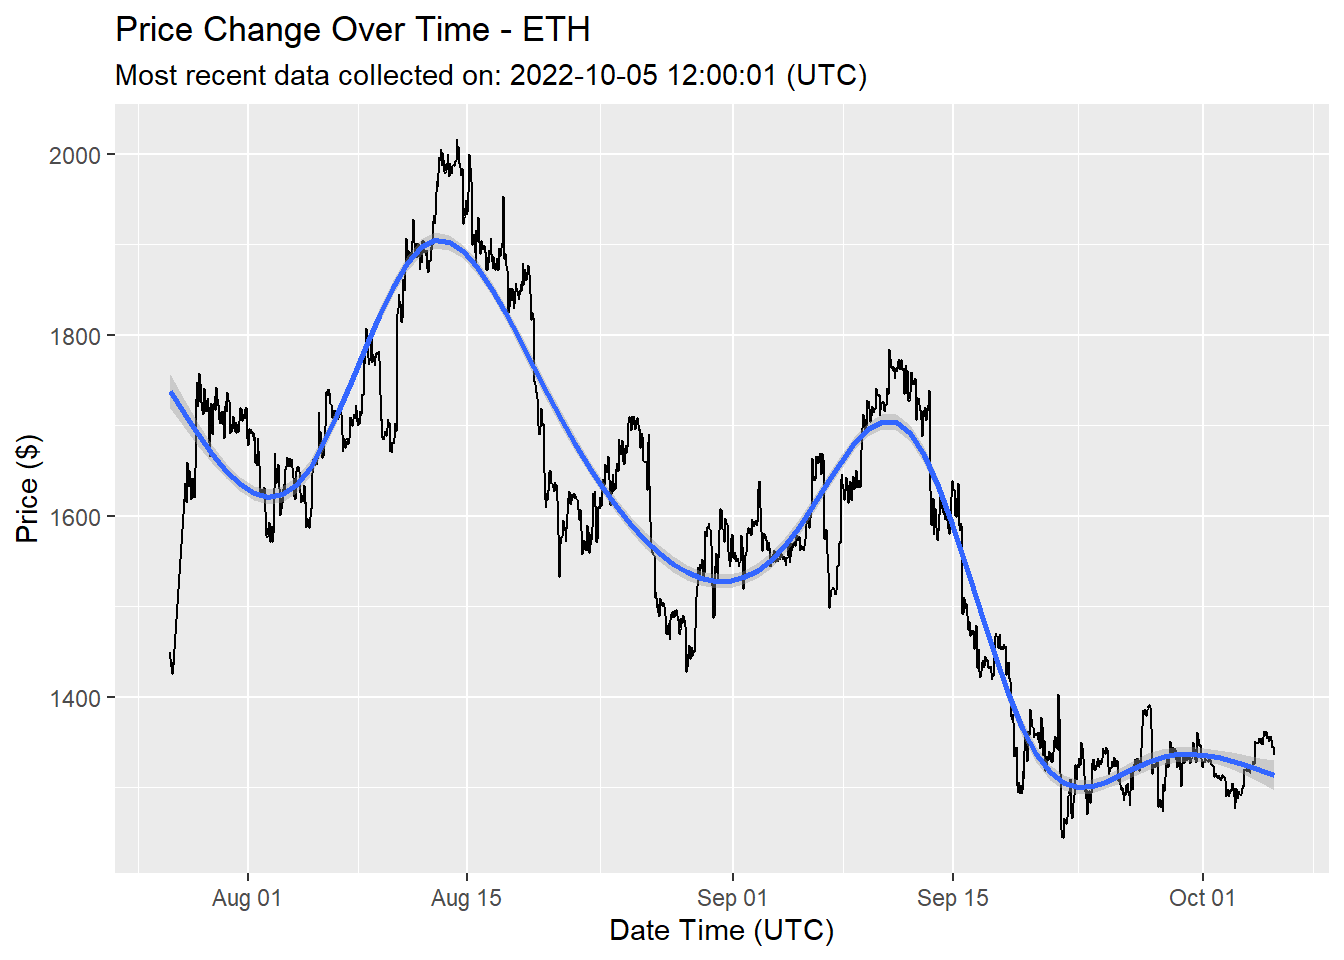 Price Change Over Time - ETH
Most recent data collected on: 2022-10-05 12:00:01 (UTC)
2000
1800
1600
1400
Price ($)
Aug 01
Aug 15
Sep 01
Sep 15
Oct 01
Date Time (UTC)